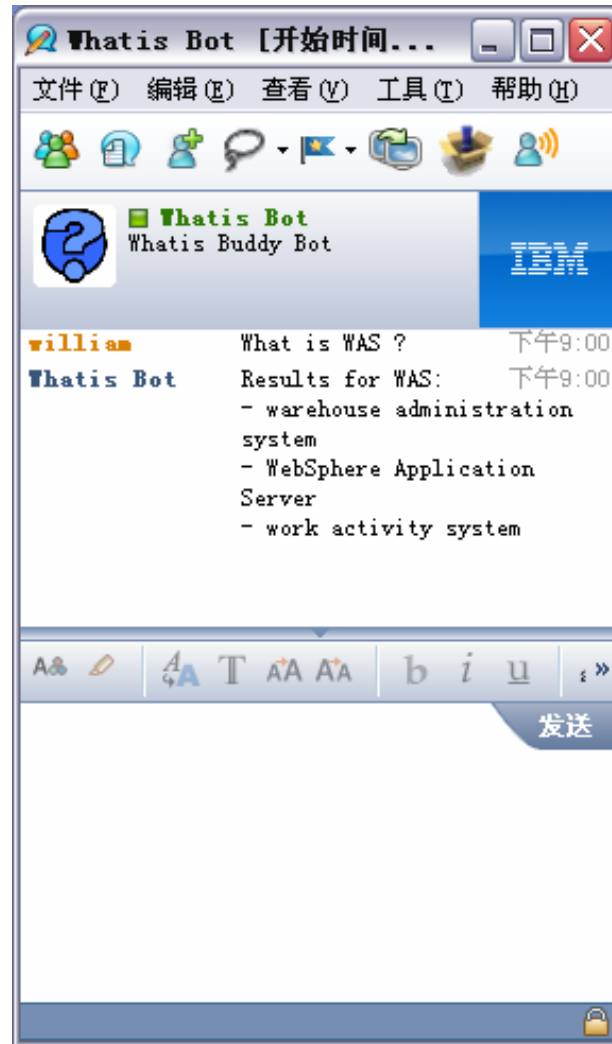 Whatis Bot [开始时间...
文件(F) 编辑(E) 查看(V) 工具(T) 帮助(H)
Whatis Bot
Whatis Buddy Bot
IBM
william What is WAS ? 下午9:00
Whatis Bot Results for WAS: 下午9:00
- warehouse administration
system
- WebSphere Application
Server
- work activity system
A A A T AA AA b i u »
发送